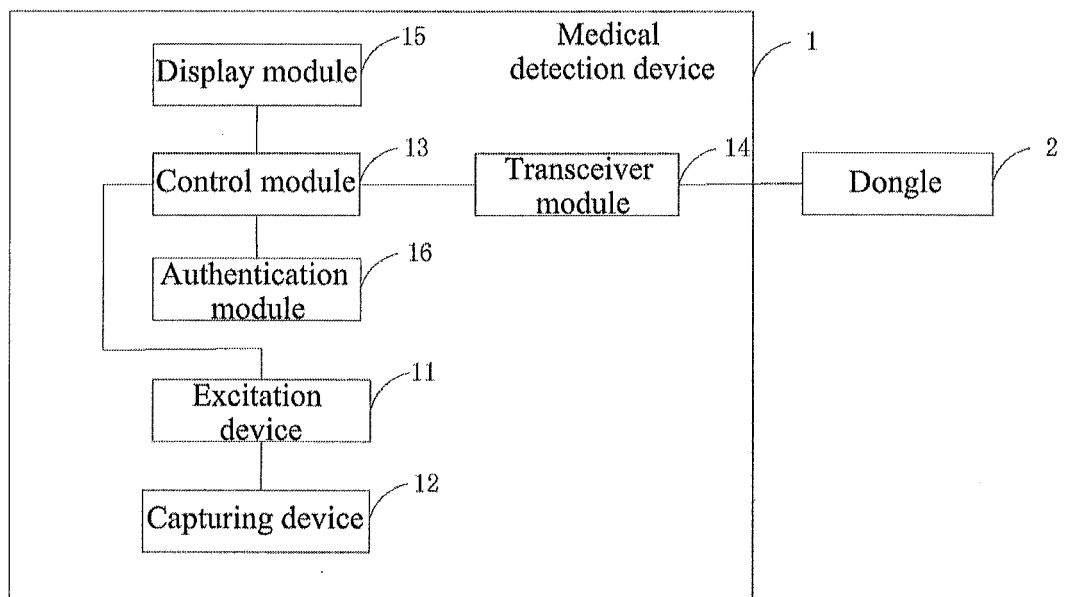 Medical
detection device
1
15
Display module
13
Control module
14
Transceiver
module
2
Dongle
16
Authentication
module
11
Excitation
device
12
Capturing device